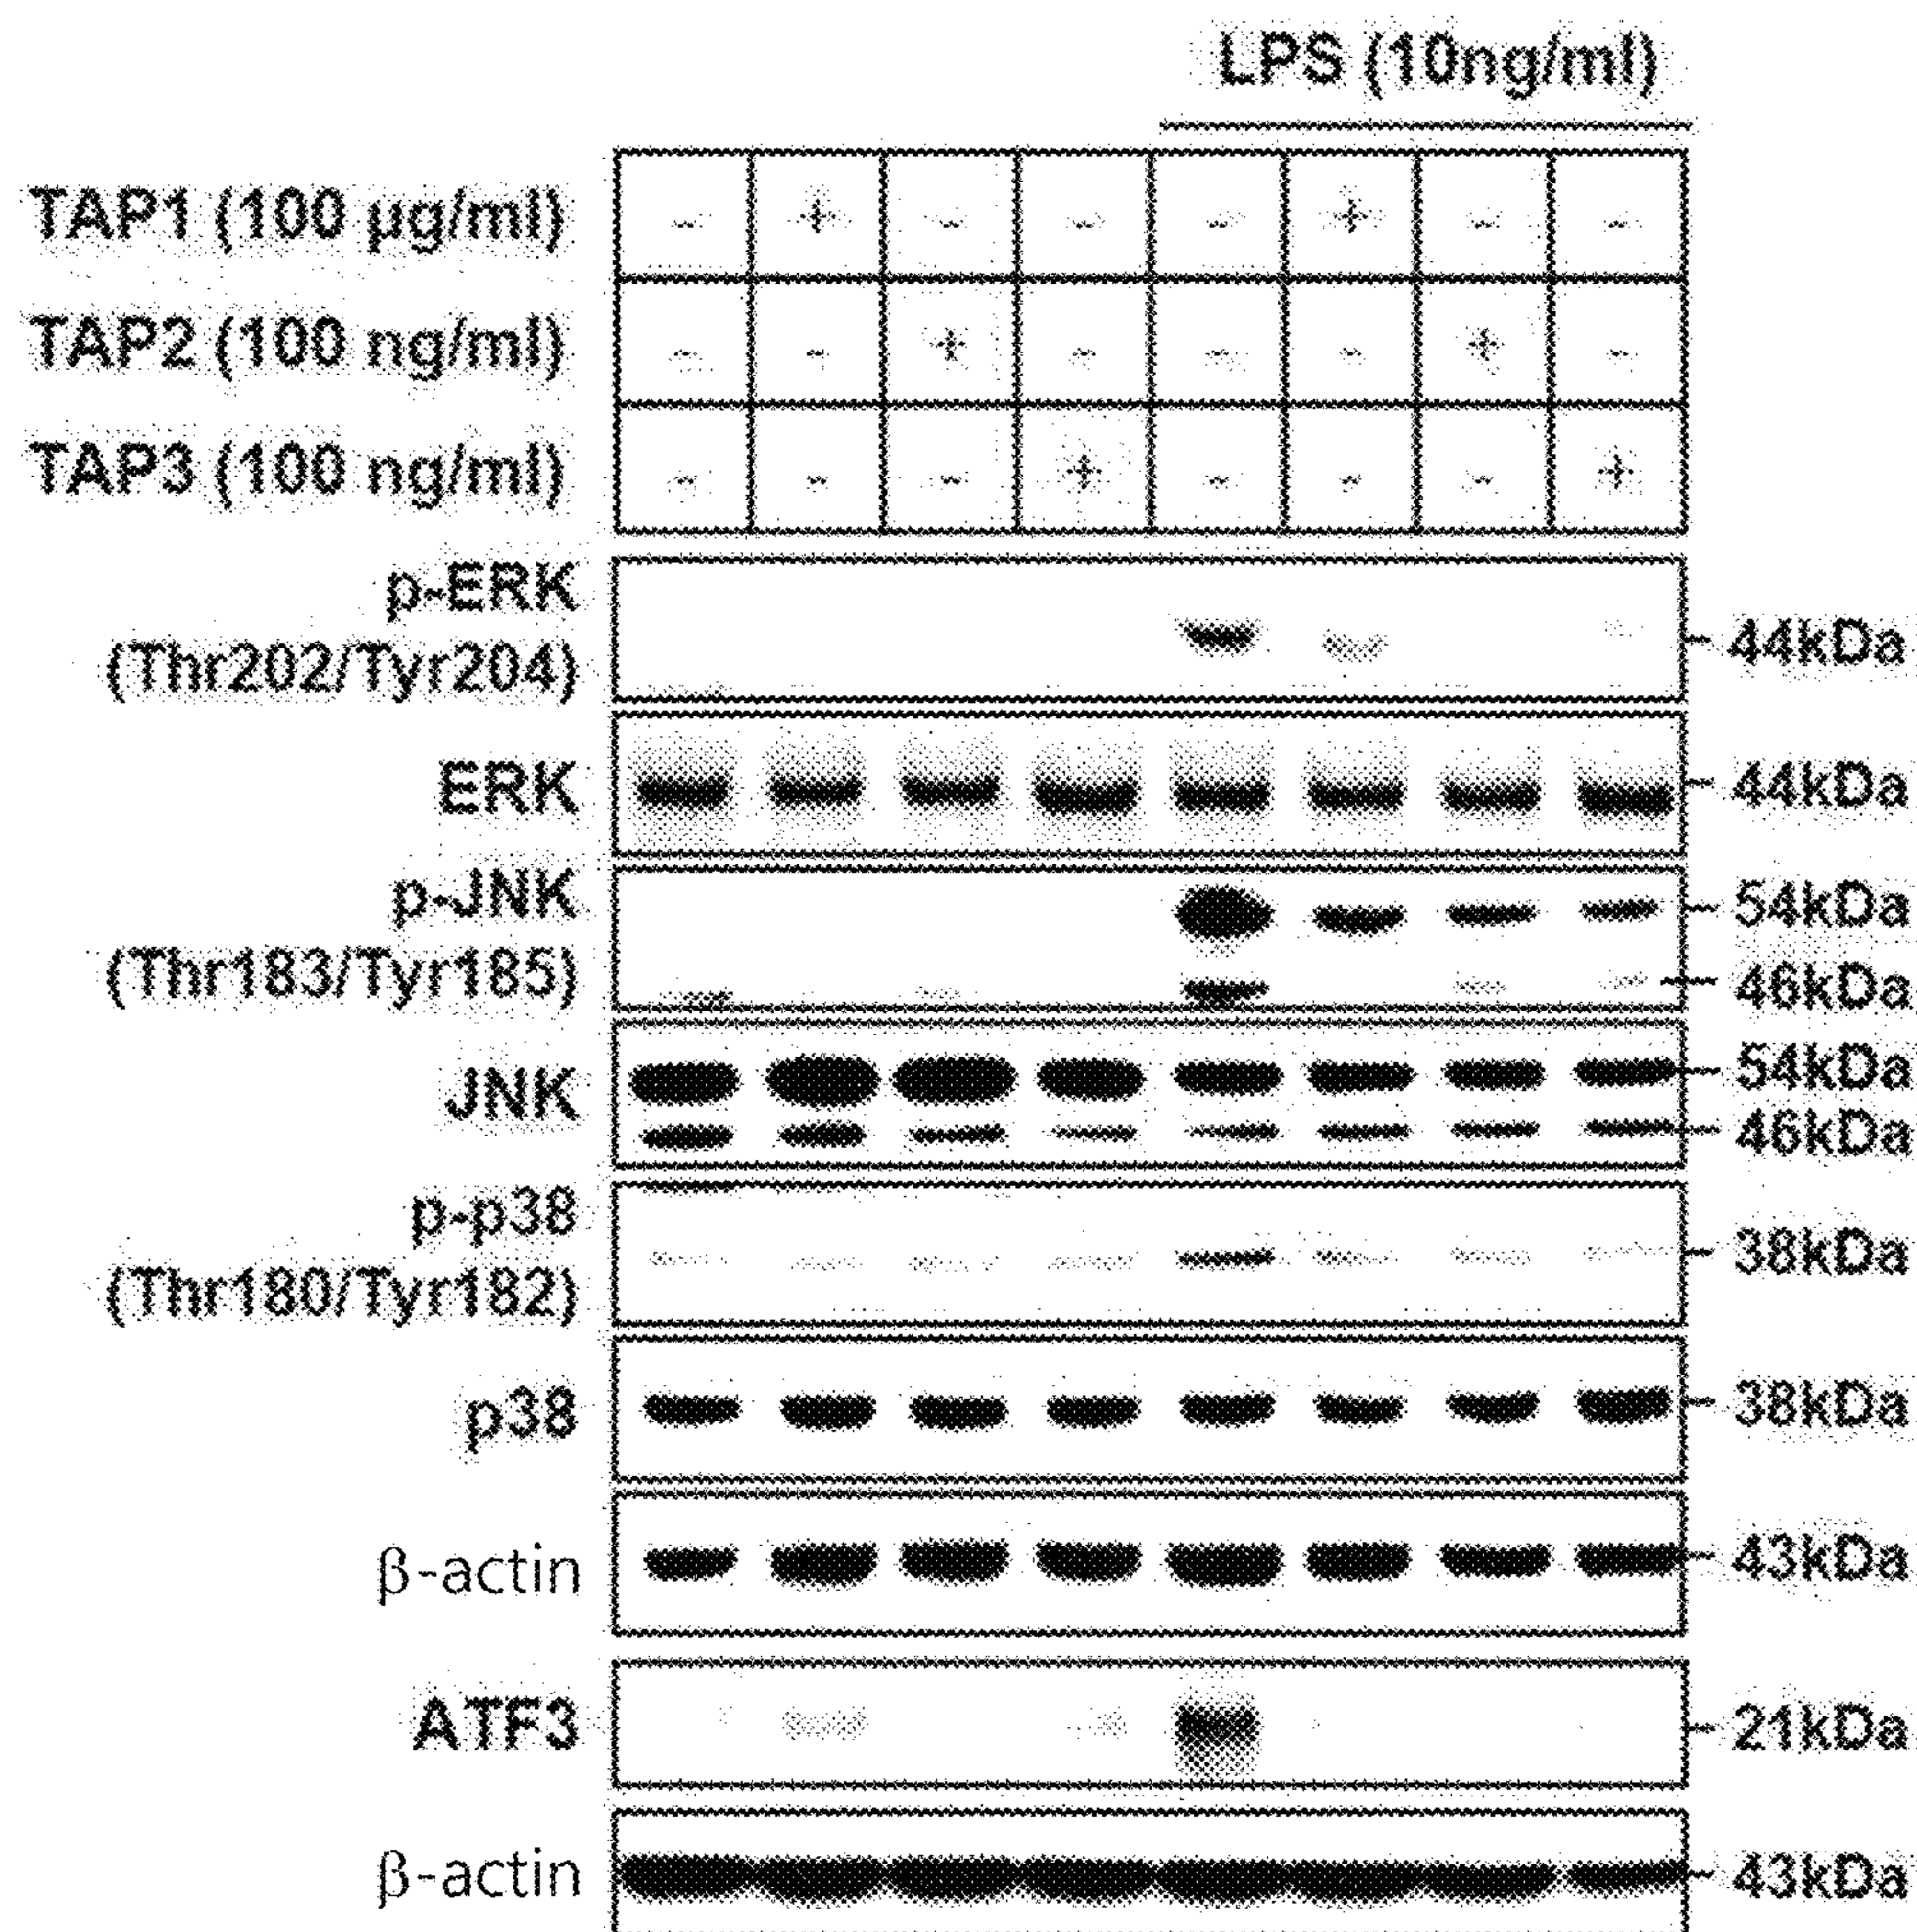 LPS (10ng/ml)
TAP1 (100 µg/ml) - + - - - + - -
TAP2 (100 ng/ml) - - + - - - + -
TAP3 (100 ng/ml) - - - + - - - +
p-ERK
(Thr202/Tyr204) 44kDa
ERK 44kDa
p-JNK 54kDa
(Thr183/Tyr185) 46kDa
JNK 54kDa
46kDa
p-p38
(Thr180/Tyr182) 38kDa
p38 38kDa
β-actin 43kDa
ATF3 21kDa
β-actin 43kDa